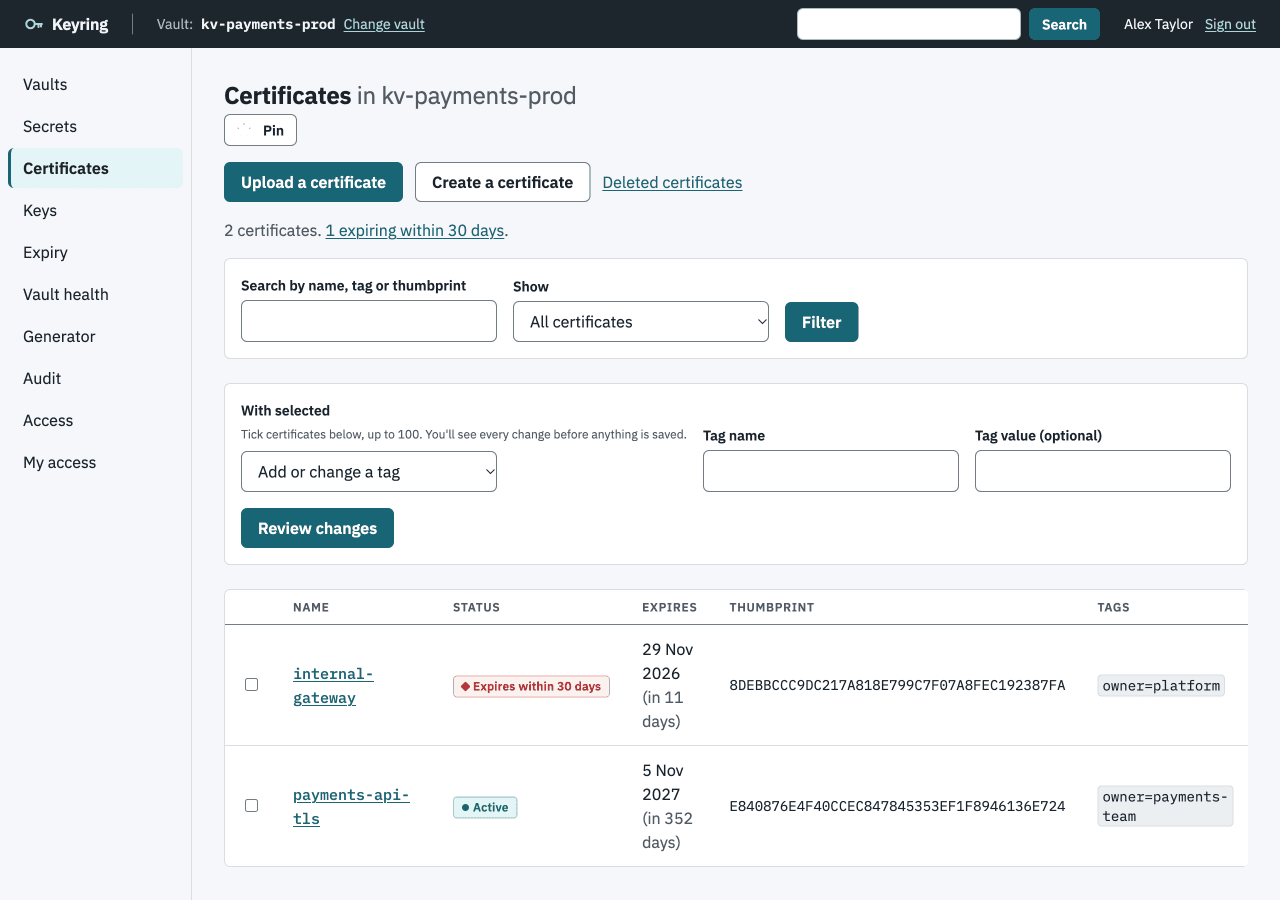 Keyring Vault: kv-payments-prod Change vault Search Alex Taylor Sign out
Vaults
Secrets
Certificates
Keys
Expiry
Vault health
Generator
Audit
Access
My access
Certificates in kv-payments-prod
Pin
Upload a certificate Create a certificate Deleted certificates
2 certificates. 1 expiring within 30 days.
Search by name, tag or thumbprint Show
All certificates Filter
With selected
Tick certificates below, up to 100. You'll see every change before anything is saved. Tag name Tag value (optional)
Add or change a tag
Review changes
NAME STATUS EXPIRES THUMBPRINT TAGS
internal-gateway Expires within 30 days 29 Nov 2026 (in 11 days) 8DEBBCCC9DC217A818E799C7F07A8FEC192387FA owner=platform
payments-api-tls Active 5 Nov 2027 (in 352 days) E840876E4F40CCEC847845353EF1F8946136E724 owner=payments-team